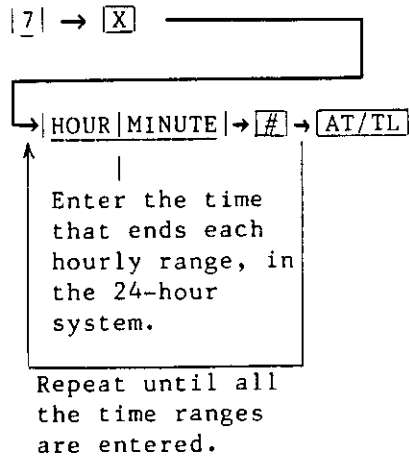 7 → X
HOUR|MINUTE → # → AT/TL
Enter the time
that ends each
hourly range, in
the 24-hour
system.
Repeat until all
the time ranges
are entered.